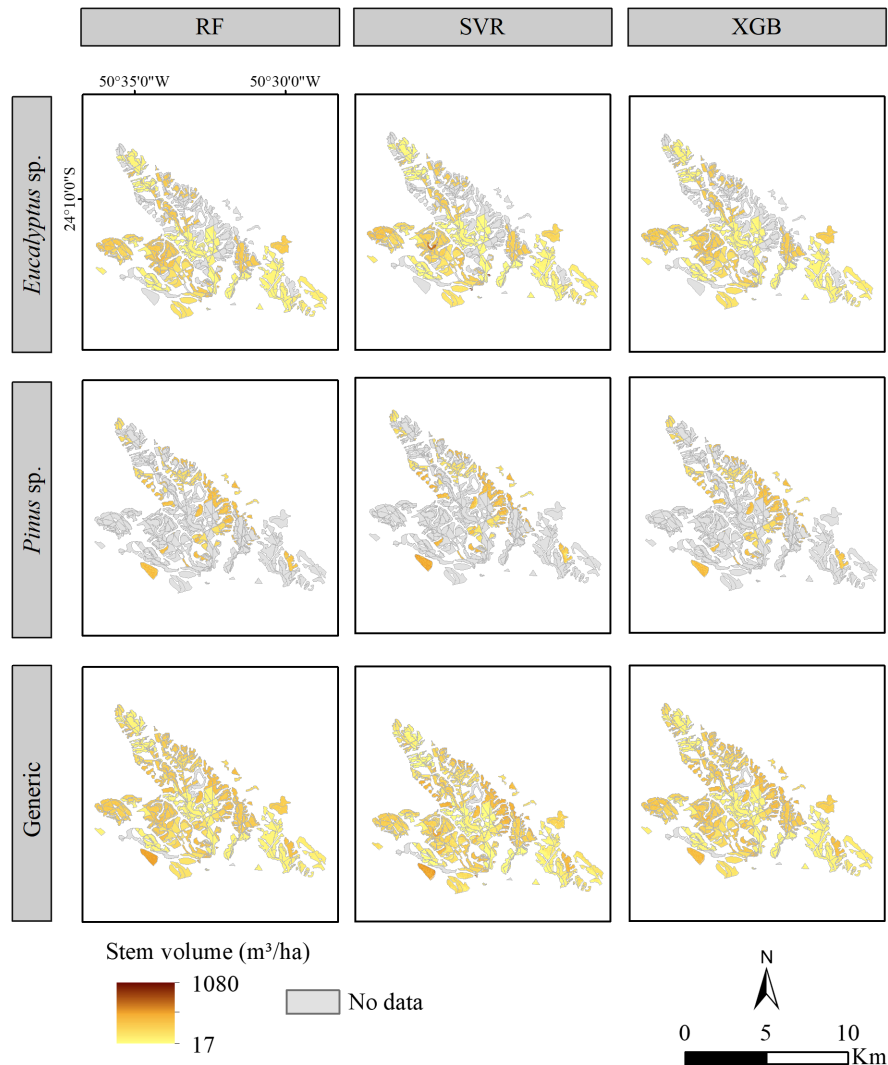 RF
SVR
XGB
50°35'0"W
50°30'0"W
24°10'0"S
Eucalyptus sp.
Pinus sp.
Generic
Stem volume (m³/ha)
1080
17
No data
N
0
5
10
Km